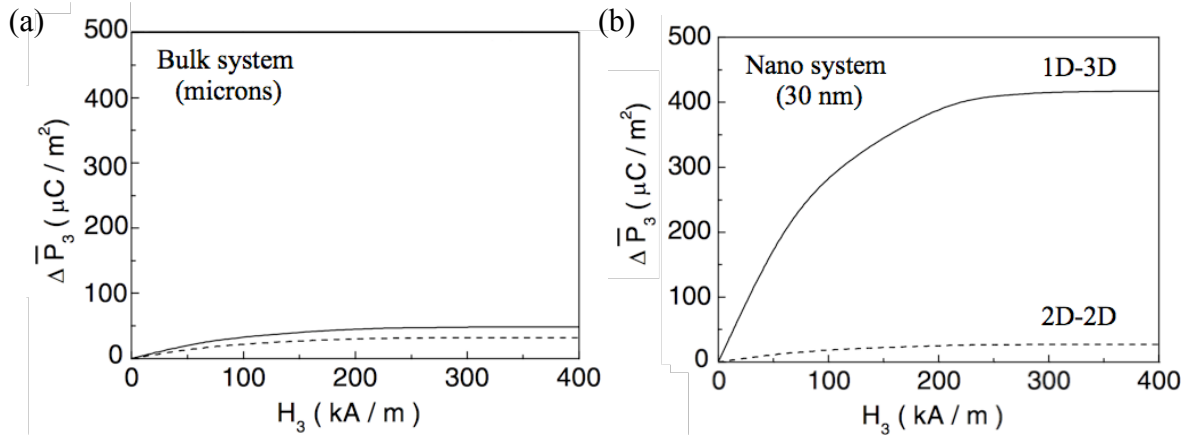 (a)
Bulk system
(microns)
500
400
300
200
100
0
Δ P̅₃ ( μC / m²)
0 100 200 300 400
H₃ ( kA / m )
(b)
Nano system
(30 nm)
1D-3D
2D-2D
500
400
300
200
100
0
Δ P̅₃ ( μC / m²)
0 100 200 300 400
H₃ ( kA / m )